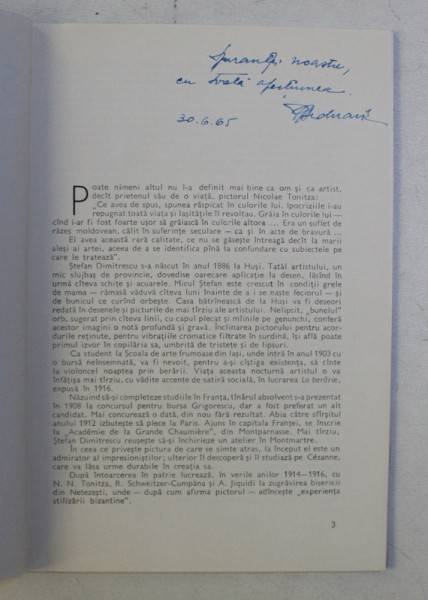 Speranței noastre,
cu toată afecțiunea.
30.6.65
Poate nimeni altul nu l-a definit mai bine ca om și ca artist,
decît prietenul său de o viață, pictorul Nicolae Tonitza:
„Ce avea de spus, spunea răspicat în culorile lui. Ipocriziile i-au
repugnat toată viața și lașitățile îl revoltau. Grăia în culorile lui —
cînd i-ar fi fost foarte ușor să grăiască în culcrile altora .... Era un suflet de
răzeș moldovean, călit în suferințe seculare — ca și în acte de bravură ...
El avea această rară calitate, ce nu se găsește întreagă decît la marii
aleși ai artei, aceea de a se identifica pînă la confundare cu subiectele pe
care le tratează”.
Ștefan Dimitrescu s-a născut în anul 1886 la Huși. Tatăl artistului, un
mic slujbaș de provincie, dovedise oarecare aplicație la desen, lăsînd în
urmă cîteva schițe și acuarele. Micul Ștefan este crescut în condiții grele
de mama — rămasă văduvă cîteva luni înainte de a i se naște feciorul — și
de bunicul ce curînd orbește. Casa bătrînească de la Huși va fi deseori
redată în desenele și picturile de mai tîrziu ale artistului. Nelipsit, „bunelul”
orb, sugerat prin cîteva linii, cu capul plecat și mîinile pe genunchi, conferă
acestor imagini o notă profundă și gravă. Înclinarea pictorului pentru acor-
durile reținute, pentru vibrațiile cromatice filtrate în surdină, își află poate
primul izvor în copilăria sa, umbrită de tristețe și de lipsuri.
Ca student la Școala de arte frumoase din Iași, unde intră în anul 1903 cu
o bursă neînsemnată, va fi nevoit, pentru a-și cîștiga existența, să cînte
la violoncel noaptea prin berării. Viața aceasta nocturnă artistul o va
înfățișa mai tîrziu, cu vădite accente de satiră socială, în lucrarea La berărie,
expusă în 1916.
Năzuind să-și completeze studiile în Franța, tînărul absolvent s-a prezentat
în 1908 la concursul pentru bursa Grigorescu, dar a fost preferat un alt
candidat. Mai concurează o dată, din nou fără rezultat. Abia către sfîrșitul
anului 1912 izbutește să plece la Paris. Ajuns în capitala Franței, se înscrie
la „Académie de la Grande Chaumière”, din Montparnasse. Mai tîrziu,
Ștefan Dimitrescu reușește să-și închirieze un atelier în Montmartre.
În ceea ce privește pictura de care se simte atras, la început el este un
admirator al impresioniștilor; ulterior îl descoperă și îl studiază pe Cézanne,
care va lăsa urme durabile în creația sa.
După întoarcerea în patrie lucrează, în verile anilor 1914—1916, cu
N. N. Tonitza, R. Schweitzer-Cumpăna și A. Jiquidi la zugrăvirea bisericii
din Netezești, unde — după cum afirma pictorul — adîncește „experiența
stilizării bizantine”.
3